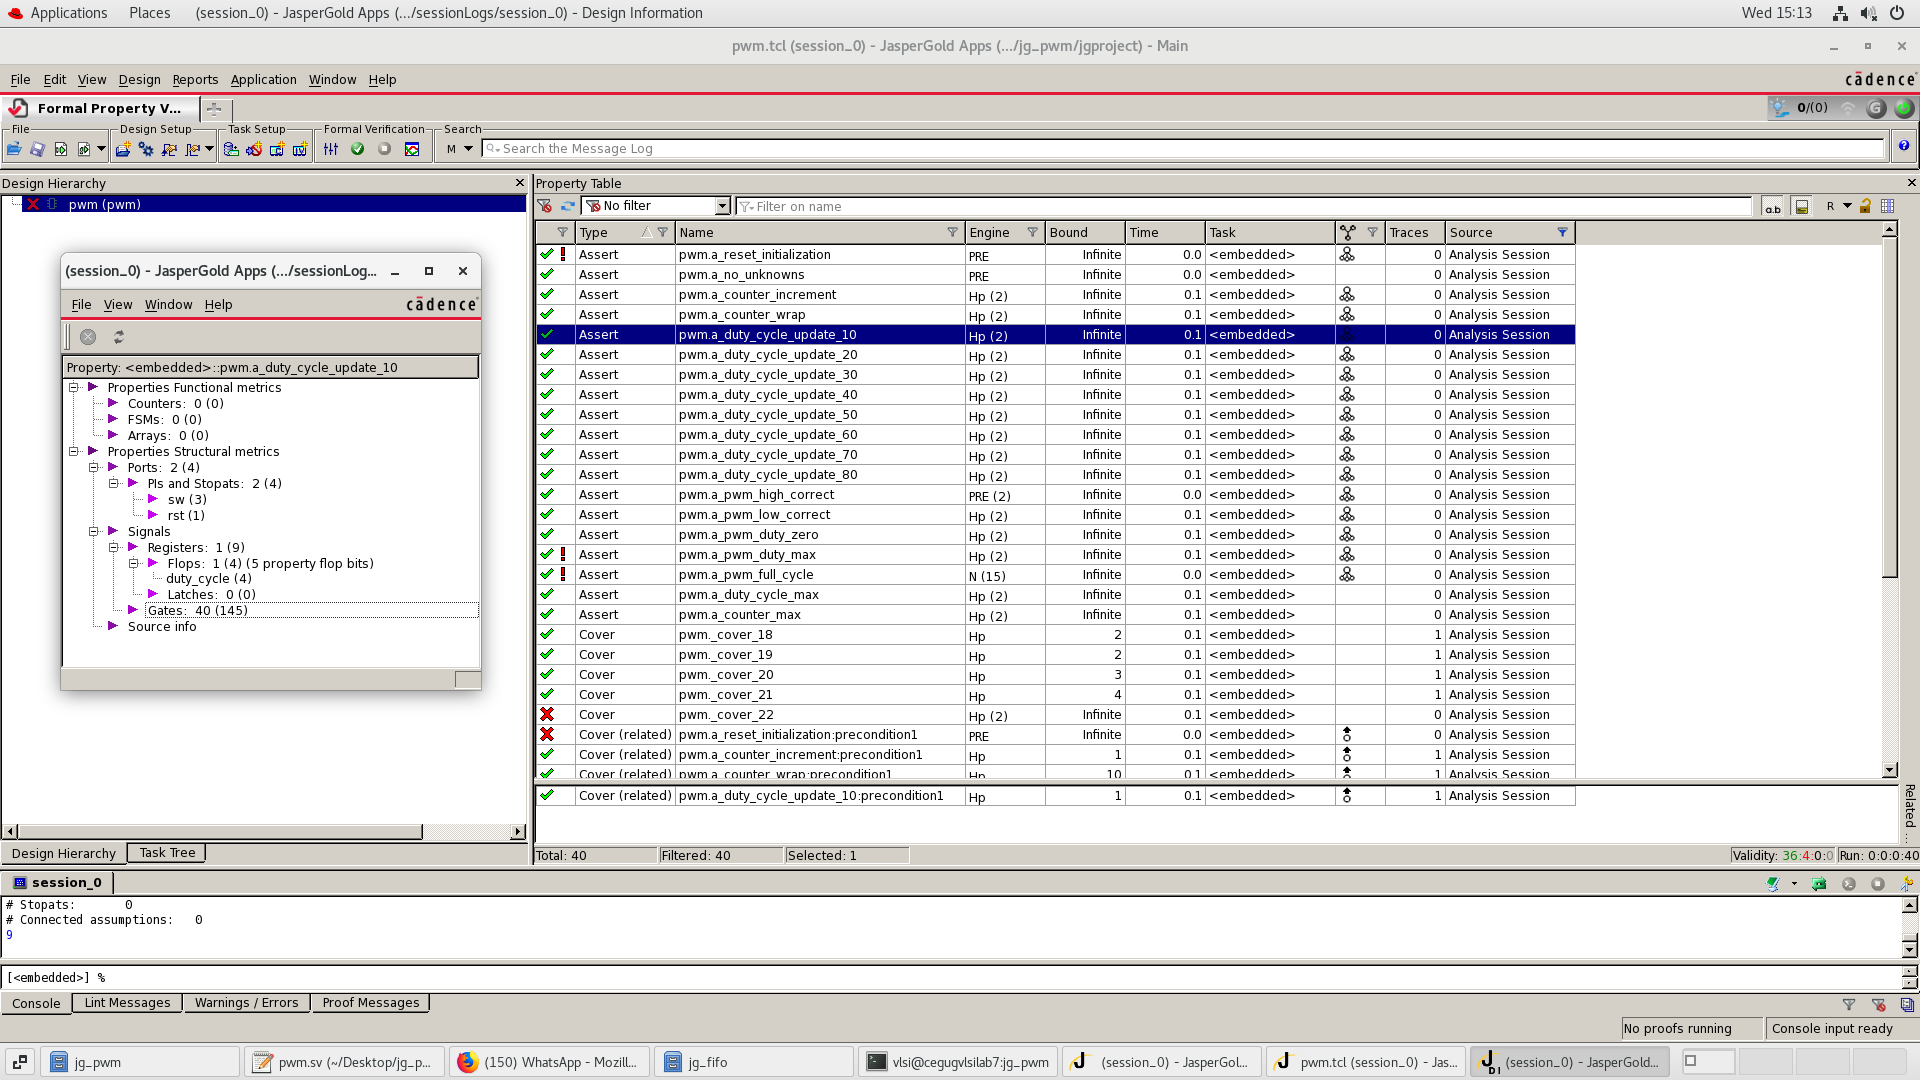 Applications Places (session_0) - JasperGold Apps (.../sessionLogs/session_0) - Design Information Wed 15:13
pwm.tcl (session_0) - JasperGold Apps (.../jg_pwm/jgproject) - Main
File Edit View Design Reports Application Window Help cādence
Formal Property V... 0/(0)
File Design Setup Task Setup Formal Verification Search
M Search the Message Log
Design Hierarchy
pwm (pwm)
(session_0) - JasperGold Apps (.../sessionLog...
File View Window Help cādence
Property: <embedded>::pwm.a_duty_cycle_update_10
Properties Functional metrics
Counters: 0 (0)
FSMs: 0 (0)
Arrays: 0 (0)
Properties Structural metrics
Ports: 2 (4)
PIs and Stopats: 2 (4)
sw (3)
rst (1)
Signals
Registers: 1 (9)
Flops: 1 (4) (5 property flop bits)
duty_cycle (4)
Latches: 0 (0)
Gates: 40 (145)
Source info
Design Hierarchy Task Tree
Property Table
No filter Filter on name a.b R
Type Name Engine Bound Time Task Traces Source
Assert pwm.a_reset_initialization PRE Infinite 0.0 <embedded> 0 Analysis Session
Assert pwm.a_no_unknowns PRE Infinite 0.0 <embedded> 0 Analysis Session
Assert pwm.a_counter_increment Hp (2) Infinite 0.1 <embedded> 0 Analysis Session
Assert pwm.a_counter_wrap Hp (2) Infinite 0.1 <embedded> 0 Analysis Session
Assert pwm.a_duty_cycle_update_10 Hp (2) Infinite 0.1 <embedded> 0 Analysis Session
Assert pwm.a_duty_cycle_update_20 Hp (2) Infinite 0.1 <embedded> 0 Analysis Session
Assert pwm.a_duty_cycle_update_30 Hp (2) Infinite 0.1 <embedded> 0 Analysis Session
Assert pwm.a_duty_cycle_update_40 Hp (2) Infinite 0.1 <embedded> 0 Analysis Session
Assert pwm.a_duty_cycle_update_50 Hp (2) Infinite 0.1 <embedded> 0 Analysis Session
Assert pwm.a_duty_cycle_update_60 Hp (2) Infinite 0.1 <embedded> 0 Analysis Session
Assert pwm.a_duty_cycle_update_70 Hp (2) Infinite 0.1 <embedded> 0 Analysis Session
Assert pwm.a_duty_cycle_update_80 Hp (2) Infinite 0.1 <embedded> 0 Analysis Session
Assert pwm.a_pwm_high_correct PRE (2) Infinite 0.0 <embedded> 0 Analysis Session
Assert pwm.a_pwm_low_correct Hp (2) Infinite 0.1 <embedded> 0 Analysis Session
Assert pwm.a_pwm_duty_zero Hp (2) Infinite 0.1 <embedded> 0 Analysis Session
Assert pwm.a_pwm_duty_max Hp (2) Infinite 0.1 <embedded> 0 Analysis Session
Assert pwm.a_pwm_full_cycle N (15) Infinite 0.0 <embedded> 0 Analysis Session
Assert pwm.a_duty_cycle_max Hp (2) Infinite 0.1 <embedded> 0 Analysis Session
Assert pwm.a_counter_max Hp (2) Infinite 0.1 <embedded> 0 Analysis Session
Cover pwm._cover_18 Hp 2 0.1 <embedded> 1 Analysis Session
Cover pwm._cover_19 Hp 2 0.1 <embedded> 1 Analysis Session
Cover pwm._cover_20 Hp 3 0.1 <embedded> 1 Analysis Session
Cover pwm._cover_21 Hp 4 0.1 <embedded> 1 Analysis Session
Cover pwm._cover_22 Hp (2) Infinite 0.1 <embedded> 0 Analysis Session
Cover (related) pwm.a_reset_initialization:precondition1 PRE Infinite 0.0 <embedded> 0 Analysis Session
Cover (related) pwm.a_counter_increment:precondition1 Hp 1 0.1 <embedded> 1 Analysis Session
Cover (related) pwm.a_counter_wrap:precondition1 Hp 10 0.1 <embedded> 1 Analysis Session
Cover (related) pwm.a_duty_cycle_update_10:precondition1 Hp 1 0.1 <embedded> 1 Analysis Session
Related ...
Total: 40 Filtered: 40 Selected: 1 Validity: 36:4:0:0 Run: 0:0:0:40
session_0
# Stopats: 0
# Connected assumptions: 0
9
[<embedded>] %
Console Lint Messages Warnings / Errors Proof Messages
No proofs running Console input ready
jg_pwm pwm.sv (~/Desktop/jg_p... (150) WhatsApp - Mozill... jg_fifo vlsi@cegugvlsilab7:jg_pwm (session_0) - JasperGol... pwm.tcl (session_0) - Jas... (session_0) - JasperGold...